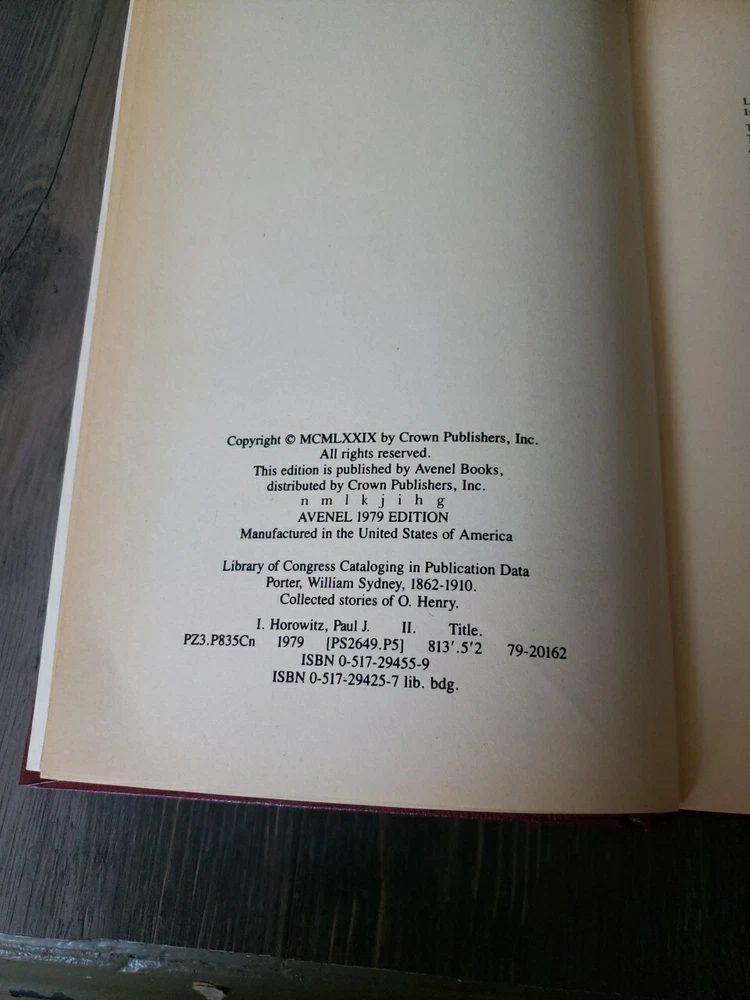 Copyright © MCMLXXIX by Crown Publishers, Inc.
All rights reserved.
This edition is published by Avenel Books,
distributed by Crown Publishers, Inc.
n m l k j i h g
AVENEL 1979 EDITION
Manufactured in the United States of America
Library of Congress Cataloging in Publication Data
Porter, William Sydney, 1862-1910.
Collected stories of O. Henry.
I. Horowitz, Paul J. II. Title.
PZ3.P835Cn 1979 [PS2649.P5] 813'.5'2 79-20162
ISBN 0-517-29455-9
ISBN 0-517-29425-7 lib. bdg.